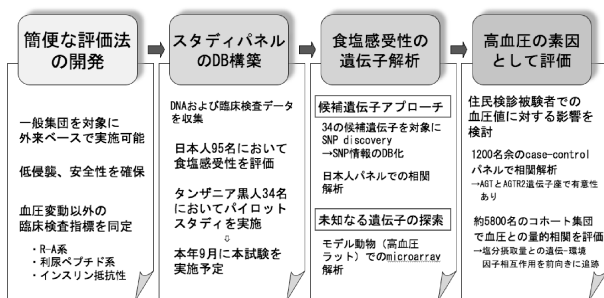 簡便な評価法
の開発
一般集団を対象に
外来ベースで実施可能
低侵襲、安全性を確保
血圧変動以外の
臨床検査指標を同定
・R-A系
・利尿ペプチド系
・インスリン抵抗性
スタディパネル
のDB構築
DNAおよび臨床検査データ
を収集
日本人95名において
食塩感受性を評価
タンザニア黒人34名
においてパイロット
スタディを実施
⇩
本年9月に本試験を
実施予定
食塩感受性の
遺伝子解析
候補遺伝子アプローチ
34の候補遺伝子を対象に
SNP discovery
→SNP情報のDB化
日本人パネルでの相関
解析
未知なる遺伝子の探索
モデル動物（高血圧
ラット）でのmicroarray
解析
高血圧の素因
として評価
住民検診被験者での
血圧値に対する影響を
検討
1200名余のcase-control
パネルで相関解析
→AGTとAGTR2遺伝子座で有意性
あり
約5800名のコホート集団
で血圧との量的相関を評価
→塩分摂取量との遺伝-環境
因子相互作用を前向きに追跡